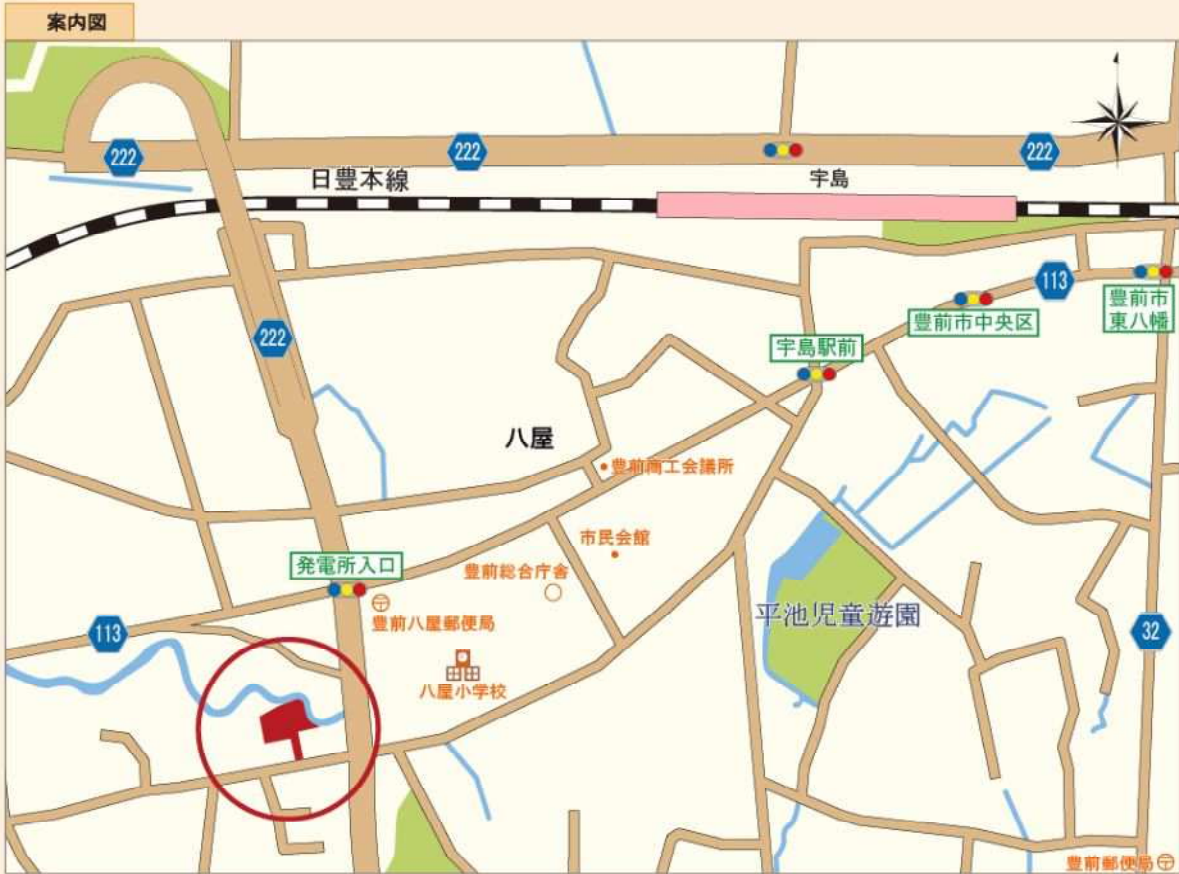 案内図
222
222
222
日豊本線
宇島
113
豊前市
東八幡
豊前市中央区
222
宇島駅前
八屋
豊前商工会議所
市民会館
発電所入口
豊前総合庁舎
豊前八屋郵便局
平池児童遊園
113
32
八屋小学校
豊前郵便局